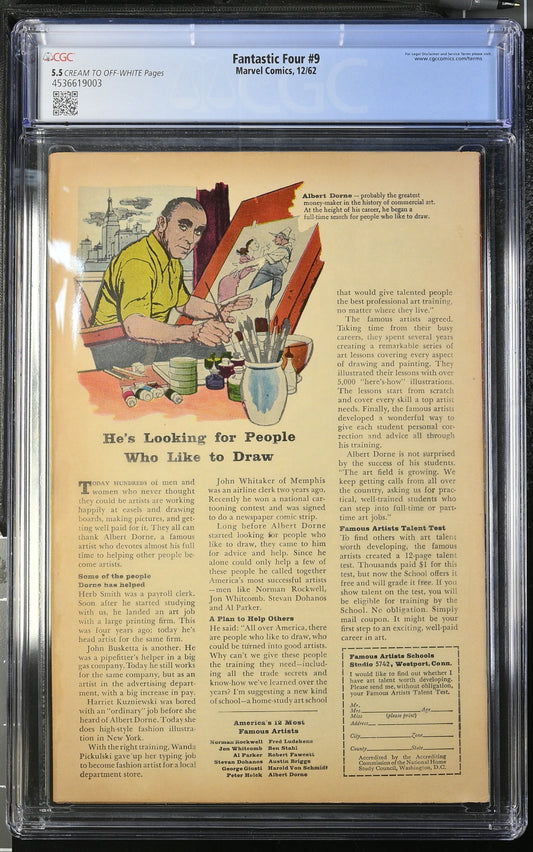 CGC
Fantastic Four #9
Marvel Comics, 12/62
5.5 CREAM TO OFF-WHITE Pages
4536619003
For Legal Disclaimer and Service Terms please visit:
www.cgccomics.com/terms
Albert Dorne — probably the greatest
money-maker in the history of commercial art.
At the height of his career, he began a
full-time search for people who like to draw.
He's Looking for People
Who Like to Draw
TODAY HUNDREDS of men and
women who never thought
they could be artists are working
happily at easels and drawing
boards, making pictures, and get-
ting well paid for it. They all can
thank Albert Dorne, a famous
artist who devotes almost his full
time to helping other people be-
come artists.
Some of the people
Dorne has helped
Herb Smith was a payroll clerk.
Soon after he started studying
with us, he landed an art job
with a large printing firm. This
was four years ago; today he's
head artist for the same firm.
John Busketta is another. He
was a pipefitter's helper in a big
gas company. Today he still works
for the same company, but as an
artist in the advertising depart-
ment, with a big increase in pay.
Harriet Kuzniewski was bored
with an "ordinary" job before she
heard of Albert Dorne. Today she
does high-fashion illustra-
tion in New York.
With the right training, Wanda
Pickulski gave up her typing job
to become fashion artist for a local
department store.
John Whitaker of Memphis
was an airline clerk two years ago.
Recently he won a national car-
tooning contest and was signed
to do a newspaper comic strip.
Long before Albert Dorne
started looking for people who
like to draw, they came to him
for advice and help. Since he
alone could only help a few of
these people he called together
America's most successful artists
—men like Norman Rockwell,
Jon Whitcomb, Stevan Dohanos
and Al Parker.
A Plan to Help Others
He said: "All over America, there
are people who like to draw, who
could be turned into good artists.
Why can't we give these people
the training they need—includ-
ing all the trade secrets and
know-how we've learned over the
years? I'm suggesting a new kind
of school—a home-study art school
America's 12 Most
Famous Artists
Norman Rockwell Fred Ludekens
Jon Whitcomb Ben Stahl
Al Parker Robert Fawcett
Stevan Dohanos Austin Briggs
George Giusti Harold Von Schmidt
Peter Helck Albert Dorne
that would give talented people
the best professional art training,
no matter where they live."
The famous artists agreed.
Taking time from their busy
careers, they spent several years
creating a remarkable series of
art lessons covering every aspect
of drawing and painting. They
illustrated their lessons with over
5,000 "here's-how" illustrations.
The lessons start from scratch
and cover every skill a top artist
needs. Finally, the famous artists
developed a wonderful way to
give each student personal cor-
rection and advice all through
his training.
Albert Dorne is not surprised
by the success of his students.
"The art field is growing. We
keep getting calls from all over
the country, asking us for prac-
tical, well-trained students who
can step into full-time or part-
time art jobs."
Famous Artists Talent Test
To find others with art talent
worth developing, the famous
artists created a 12-page talent
test. Thousands paid $1 for this
test, but now the School offers it
free and will grade it free. If you
show talent on the test, you will
be eligible for training by the
School. No obligation. Simply
mail coupon. It might be your
first step to an exciting, well-paid
career in art.
Famous Artists Schools
Studio 5742, Westport, Conn.
I would like to find out whether I
have art talent worth developing.
Please send me, without obligation,
your Famous Artists Talent Test.
Mr.
Mrs. Age
Miss (please print)
Address
City Zone
County State
Accredited by the Accrediting
Commission of the National Home
Study Council, Washington, D.C.